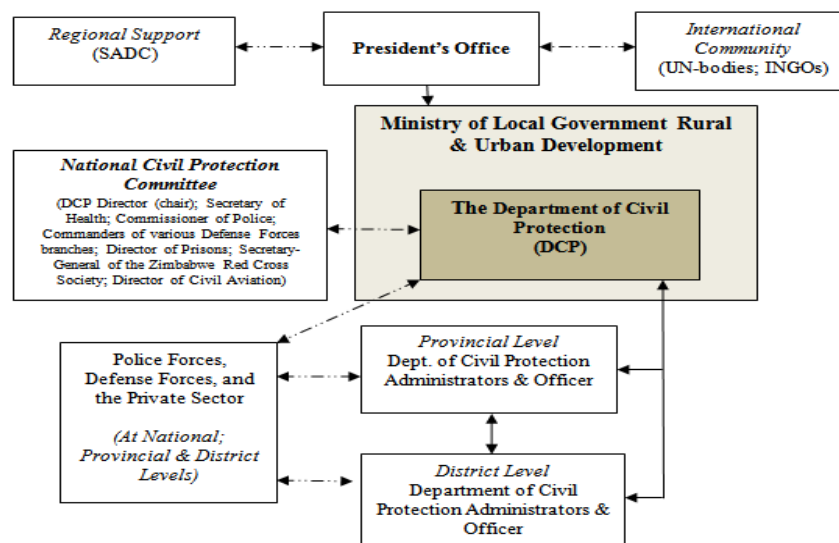 Regional Support
(SADC)
President's Office
International
Community
(UN-bodies; INGOs)
Ministry of Local Government Rural
& Urban Development
National Civil Protection
Committee
(DCP Director (chair); Secretary of
Health; Commissioner of Police;
Commanders of various Defense Forces
branches; Director of Prisons; Secretary-
General of the Zimbabwe Red Cross
Society; Director of Civil Aviation)
The Department of Civil
Protection
(DCP)
Police Forces,
Defense Forces, and
the Private Sector
(At National;
Provincial & District
Levels)
Provincial Level
Dept. of Civil Protection
Administrators & Officer
District Level
Department of Civil
Protection Administrators &
Officer